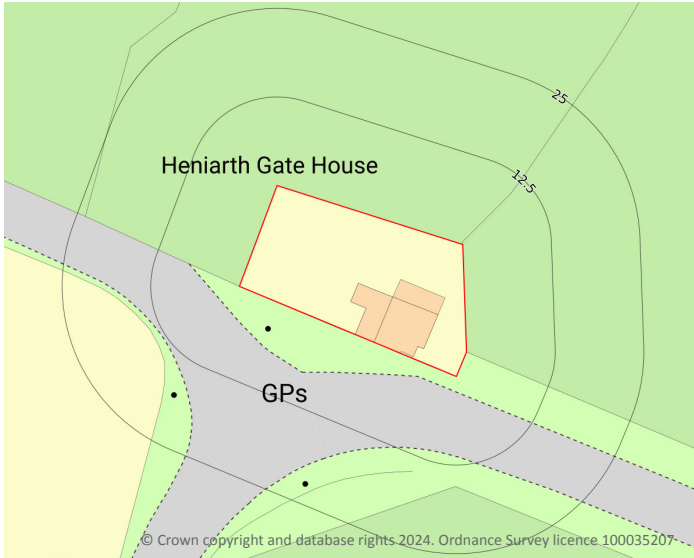 25
12.5
Heniarth Gate House
GPs
© Crown copyright and database rights 2024. Ordnance Survey licence 100035207